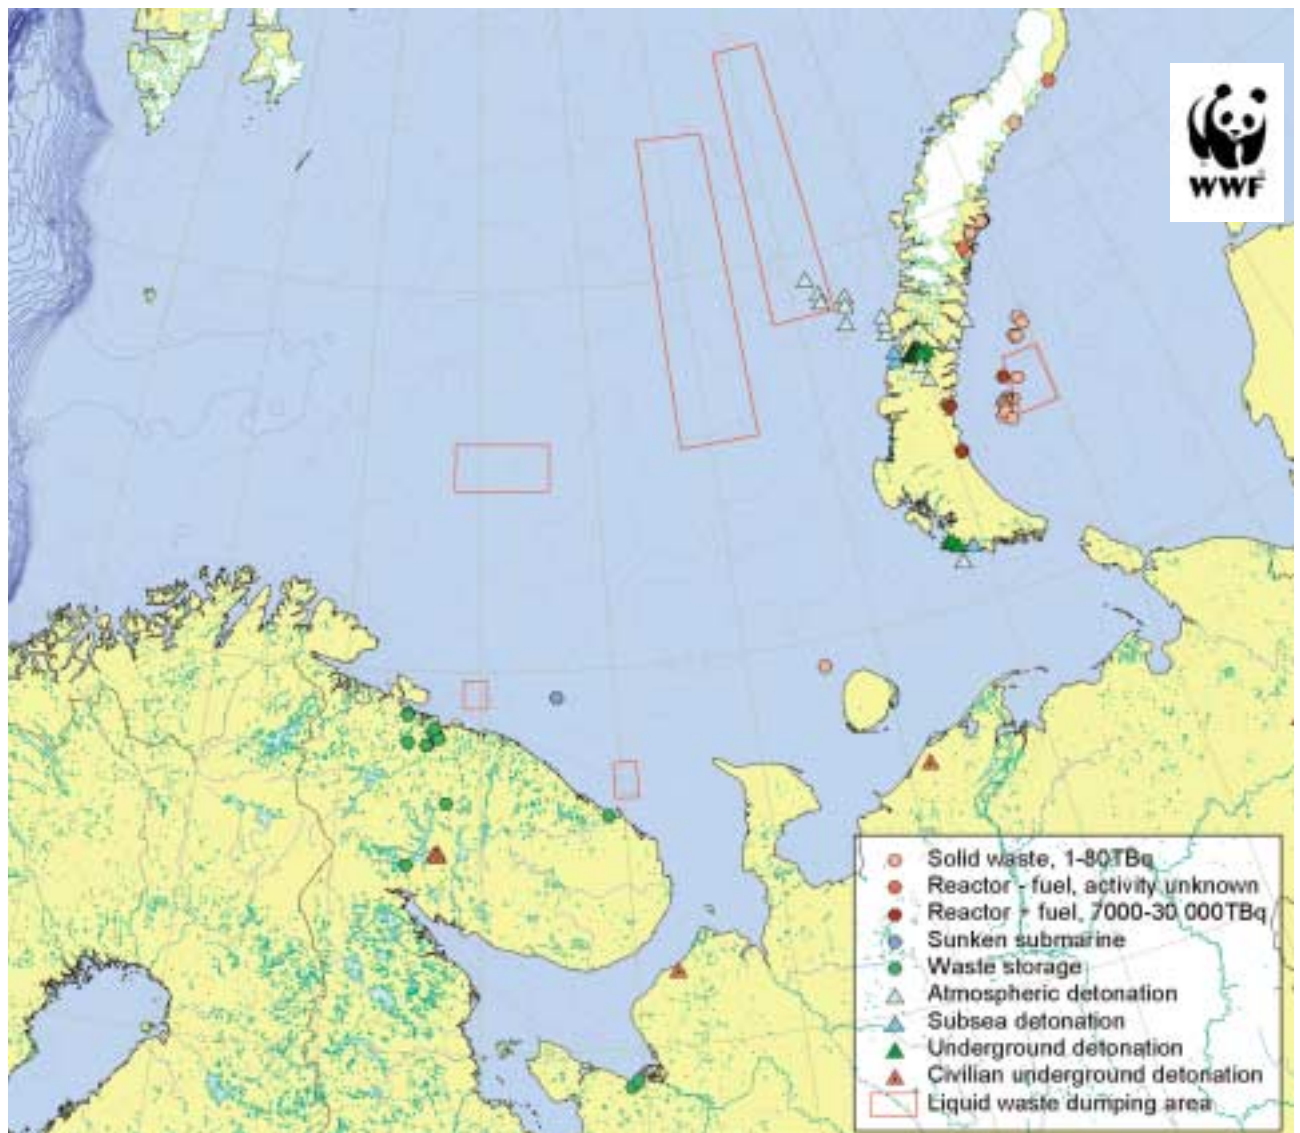 WWF
Solid waste, 1-80TBq
Reactor - fuel, activity unknown
Reactor - fuel, 7000-30 000TBq
Sunken submarine
Waste storage
Atmospheric detonation
Subsea detonation
Underground detonation
Civilian underground detonation
Liquid waste dumping area